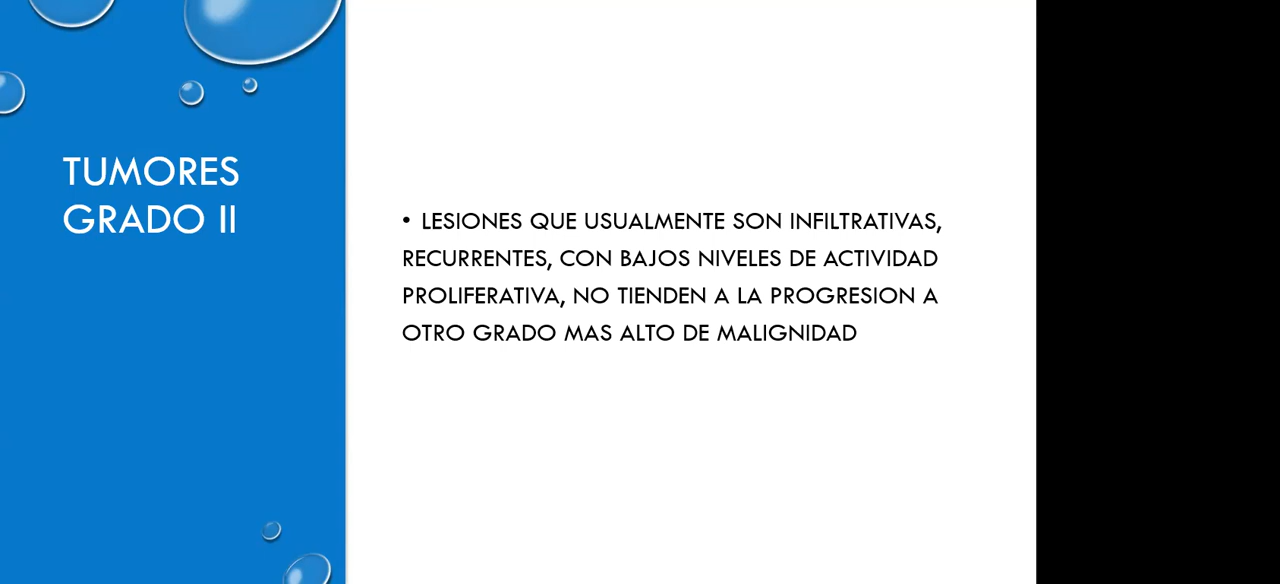 TUMORES
GRADO II
• LESIONES QUE USUALMENTE SON INFILTRATIVAS,
RECURRENTES, CON BAJOS NIVELES DE ACTIVIDAD
PROLIFERATIVA, NO TIENDEN A LA PROGRESION A
OTRO GRADO MAS ALTO DE MALIGNIDAD